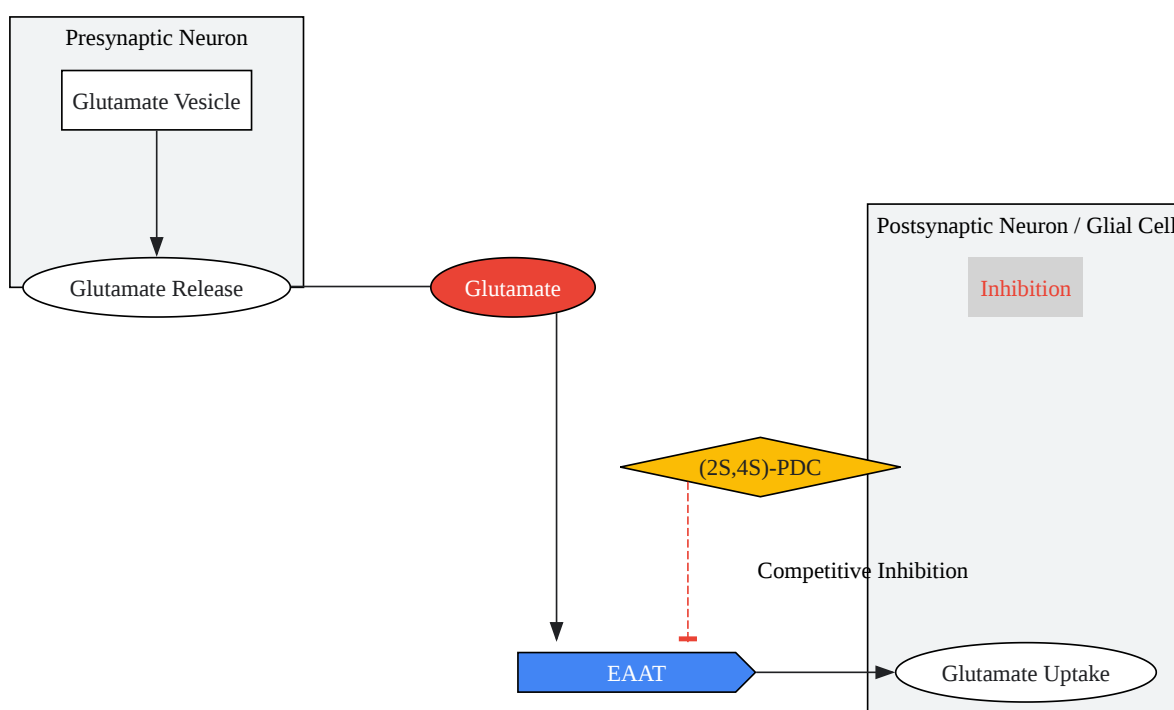 Presynaptic Neuron
Glutamate Vesicle
Postsynaptic Neuron / Glial Cell
Glutamate Release
Glutamate
Inhibition
(2S,4S)-PDC
Competitive Inhibition
EAAT
Glutamate Uptake